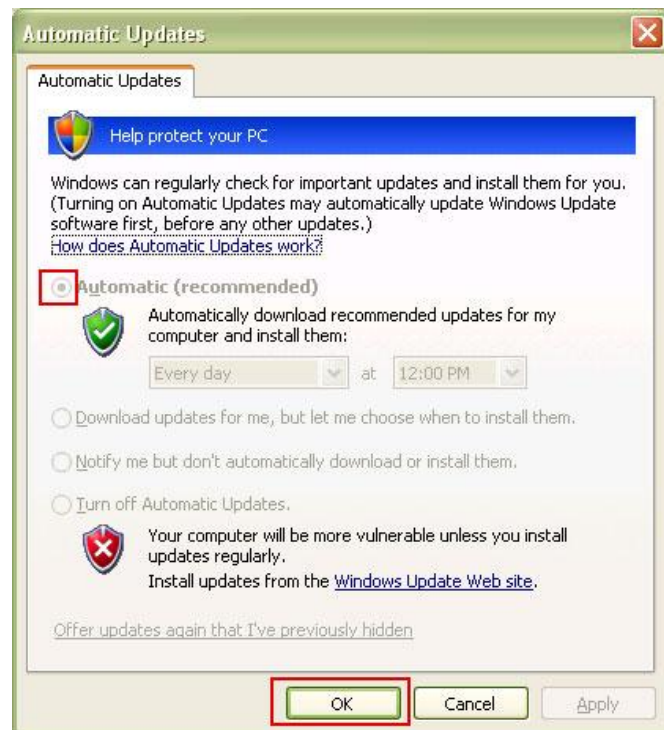 Automatic Updates
Automatic Updates
Help protect your PC
Windows can regularly check for important updates and install them for you.
(Turning on Automatic Updates may automatically update Windows Update
software first, before any other updates.)
How does Automatic Updates work?
Automatic (recommended)
Automatically download recommended updates for my
computer and install them:
Every day at 12:00 PM
Download updates for me, but let me choose when to install them.
Notify me but don't automatically download or install them.
Turn off Automatic Updates.
Your computer will be more vulnerable unless you install
updates regularly.
Install updates from the Windows Update Web site.
Offer updates again that I've previously hidden
OK Cancel Apply